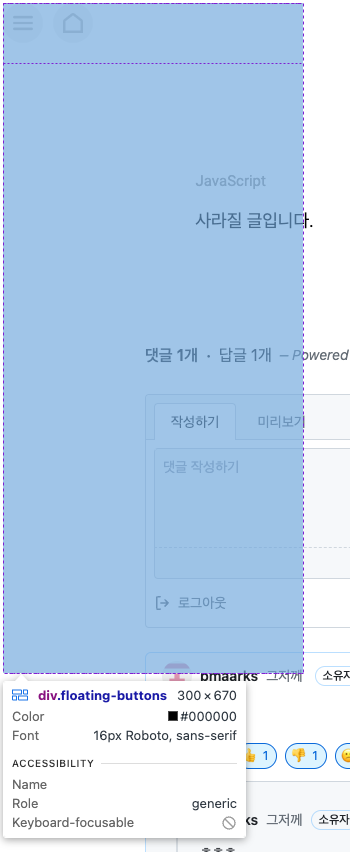 JavaScript
사라질 글입니다.
댓글 1개 · 답글 1개 – Powered
작성하기 미리보기
댓글 작성하기
로그아웃
bmaarks 그저께 소유자
div.floating-buttons 300 × 670
Color #000000
Font 16px Roboto, sans-serif
ACCESSIBILITY
Name
Role generic
Keyboard-focusable
1 1
ks 그저께 소유자